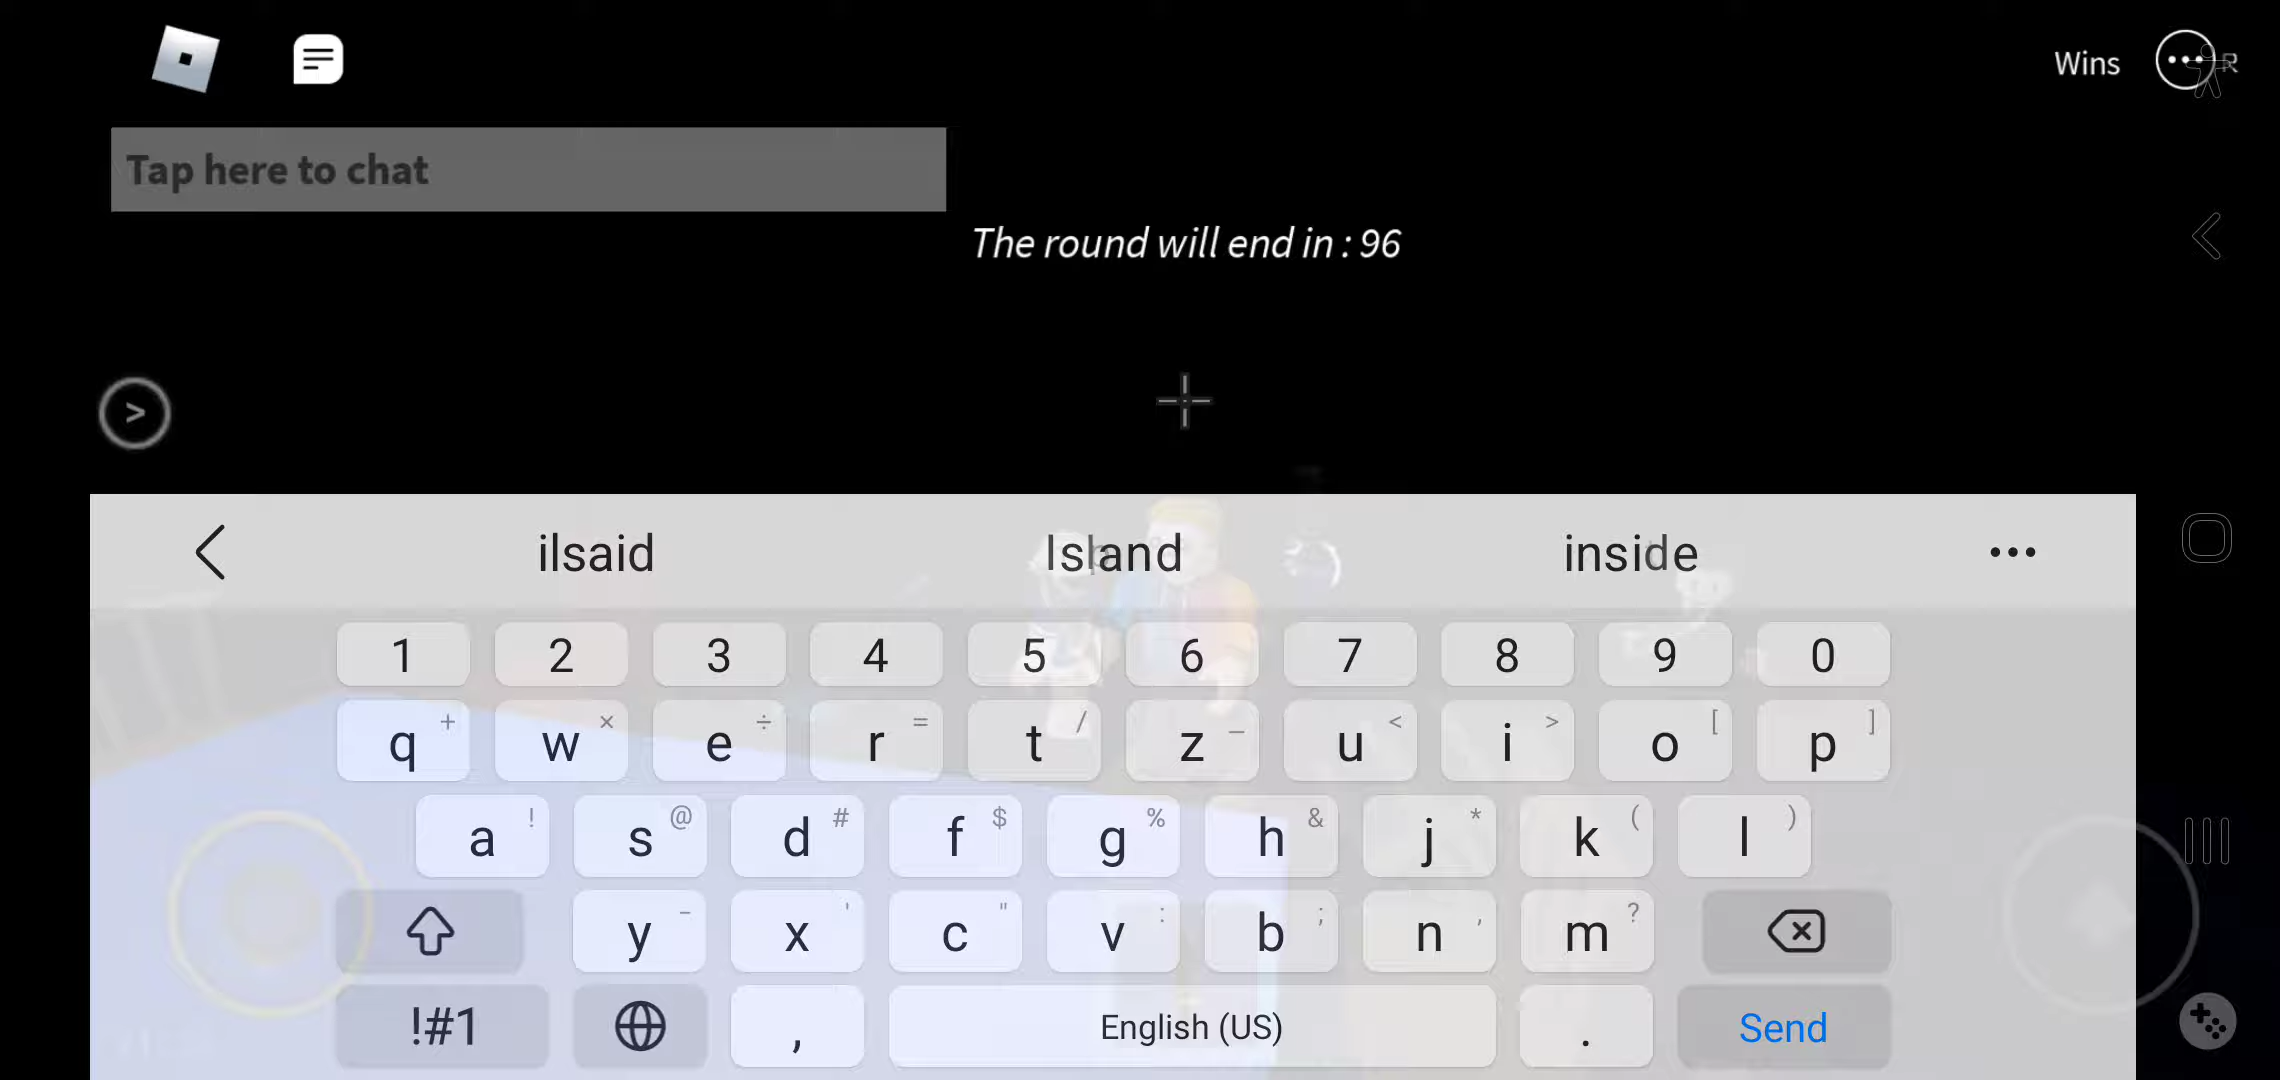 Wins
R
Tap here to chat
The round will end in : 96
>
ilsaid Island inside
1 2 3 4 5 6 7 8 9 0
q + w × e ÷ r = t / z _ u < i > o [ p ]
a ! s @ d # f $ g % h & j * k ( l )
y - x ' c " v : b ; n , m ?
!#1 , English (US) . Send